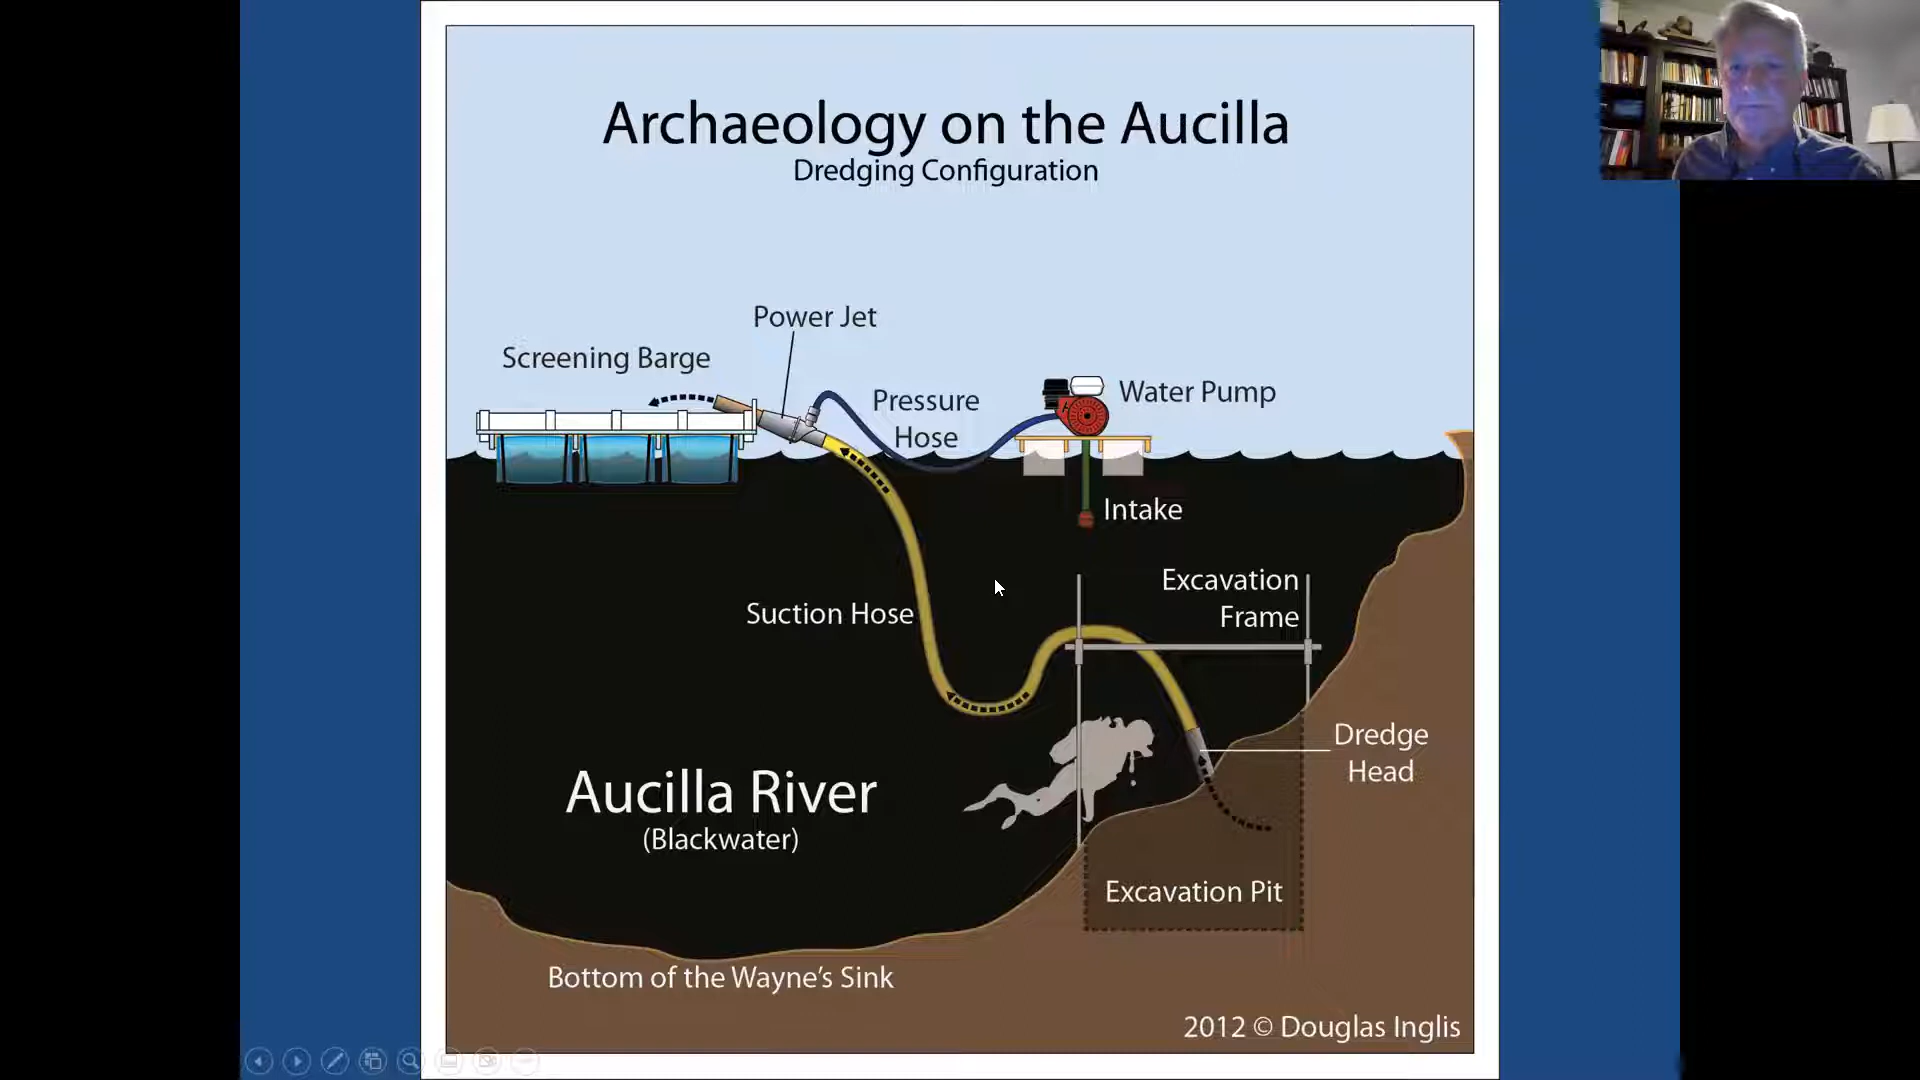 Archaeology on the Aucilla
Dredging Configuration
Power Jet
Screening Barge
Pressure
Hose
Water Pump
Intake
Excavation
Frame
Suction Hose
Dredge
Head
Aucilla River
(Blackwater)
Excavation Pit
Bottom of the Wayne's Sink
2012 © Douglas Inglis